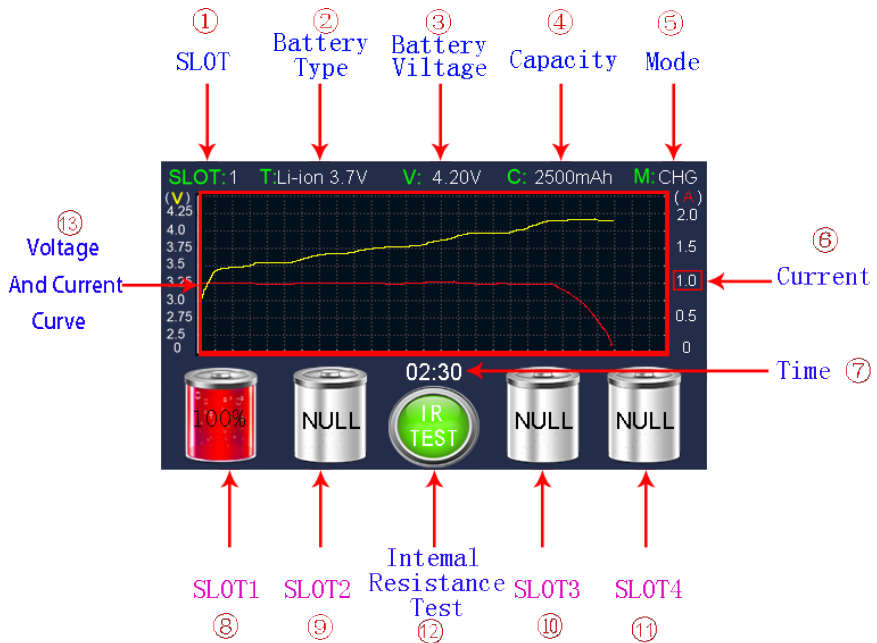 ① ② ③ ④ ⑤
SLOT
Battery
Type
Battery
Viltage
Capacity
Mode
SLOT: 1 T:Li-ion 3.7V V: 4.20V C: 2500mAh M: CHG
(V)
4.25
4.0
3.75
3.5
3.25
3.0
2.75
2.5
0
(A)
2.0
1.5
1.0
0.5
0
⑬
Voltage
And Current
Curve
⑥
Current
02:30
Time ⑦
100%
NULL
IR
TEST
NULL
NULL
SLOT1
⑧
SLOT2
⑨
Intemal
Resistance
Test
⑫
SLOT3
⑩
SLOT4
⑪